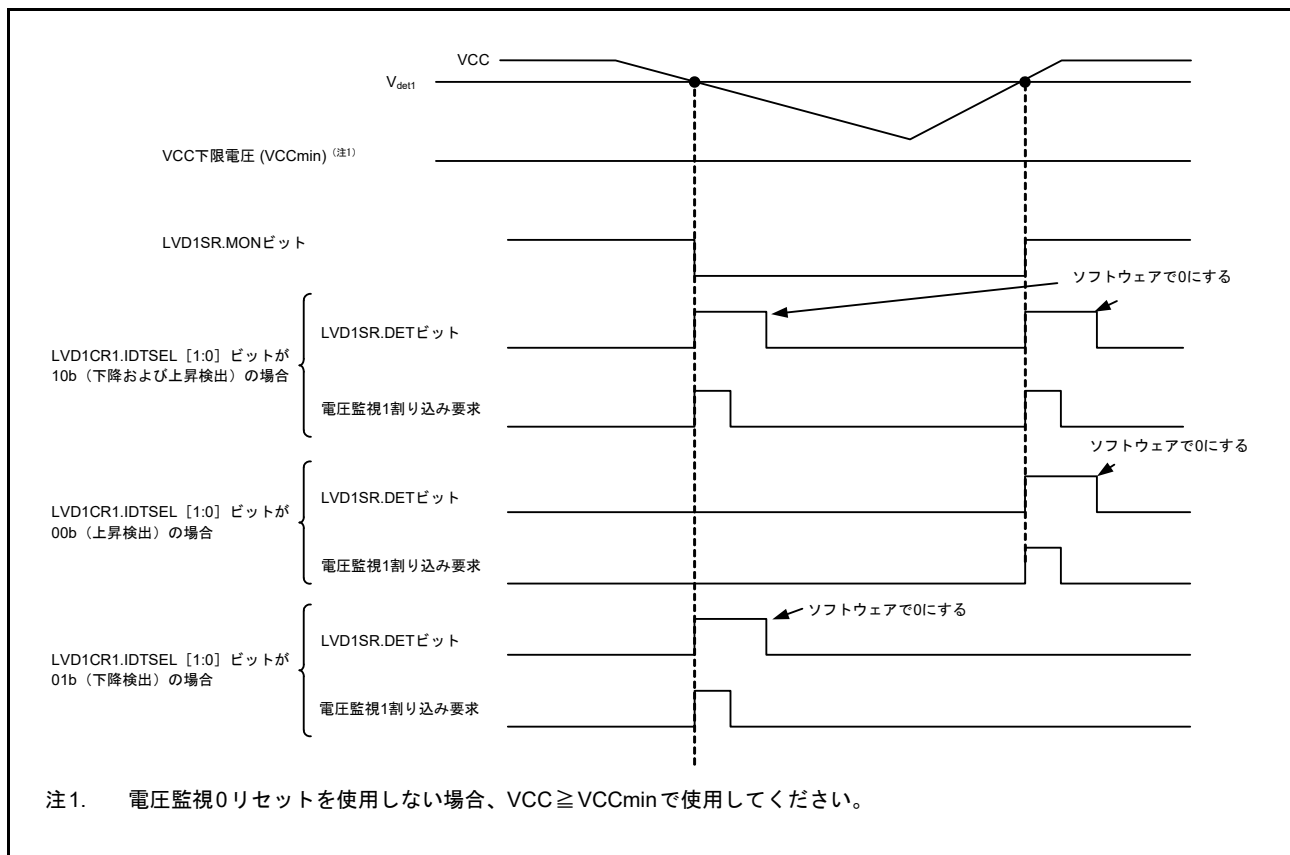 VCC
Vdet1
VCC下限電圧 (VCCmin) (注1)
LVD1SR.MONビット
ソフトウェアで0にする
LVD1CR1.IDTSEL [1:0] ビットが
10b（下降および上昇検出）の場合
LVD1SR.DETビット
電圧監視1割り込み要求
ソフトウェアで0にする
LVD1CR1.IDTSEL [1:0] ビットが
00b（上昇検出）の場合
LVD1SR.DETビット
電圧監視1割り込み要求
ソフトウェアで0にする
LVD1CR1.IDTSEL [1:0] ビットが
01b（下降検出）の場合
LVD1SR.DETビット
電圧監視1割り込み要求
注1. 電圧監視0リセットを使用しない場合、VCC≧VCCminで使用してください。